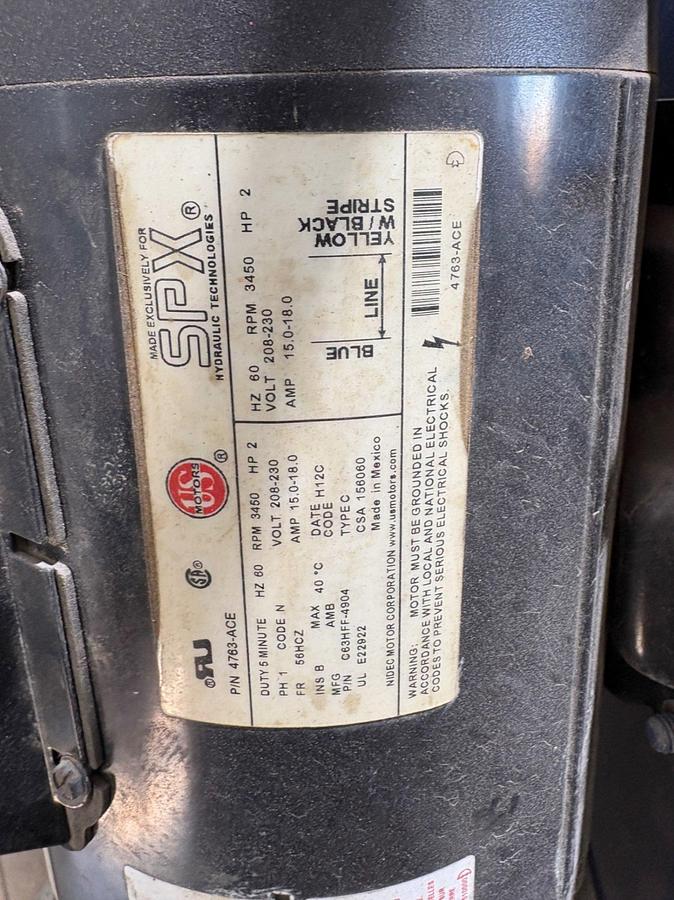 MADE EXCLUSIVELY FOR
SPX®
HYDRAULIC TECHNOLOGIES
US
MOTORS
®
P/N 4763-ACE
DUTY 5 MINUTE HZ 60 RPM 3450 HP 2
PH 1 CODE N VOLT 208-230
FR 56HCZ AMP 15.0-18.0
INS B MAX AMB 40 °C DATE CODE H12C
MFG P/N C63HFF-4904 TYPE C
UL E22922 CSA 156060
Made in Mexico
NIDEC MOTOR CORPORATION www.usmotors.com
HZ 60 RPM 3450 HP 2
VOLT 208-230
AMP 15.0-18.0
BLUE
LINE
YELLOW
W/BLACK
STRIPE
WARNING: MOTOR MUST BE GROUNDED IN
ACCORDANCE WITH LOCAL AND NATIONAL ELECTRICAL
CODES TO PREVENT SERIOUS ELECTRICAL SHOCKS.
4763-ACE